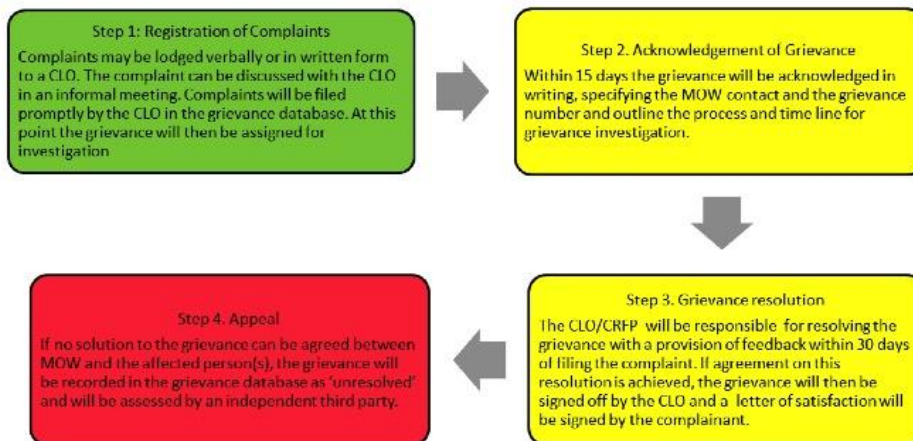 Step 1: Registration of Complaints
Complaints may be lodged verbally or in written form
to a CLO. The complaint can be discussed with the CLO
in an informal meeting. Complaints will be filed
promptly by the CLO in the grievance database. At this
point the grievance will then be assigned for
investigation
Step 2. Acknowledgement of Grievance
Within 15 days the grievance will be acknowledged in
writing, specifying the MOW contact and the grievance
number and outline the process and time line for
grievance investigation.
Step 3. Grievance resolution
The CLO/CRFP will be responsible for resolving the
grievance with a provision of feedback within 30 days
of filing the complaint. If agreement on this
resolution is achieved, the grievance will then be
signed off by the CLO and a letter of satisfaction will
be signed by the complainant.
Step 4. Appeal
If no solution to the grievance can be agreed between
MOW and the affected person(s), the grievance will
be recorded in the grievance database as 'unresolved'
and will be assessed by an independent third party.